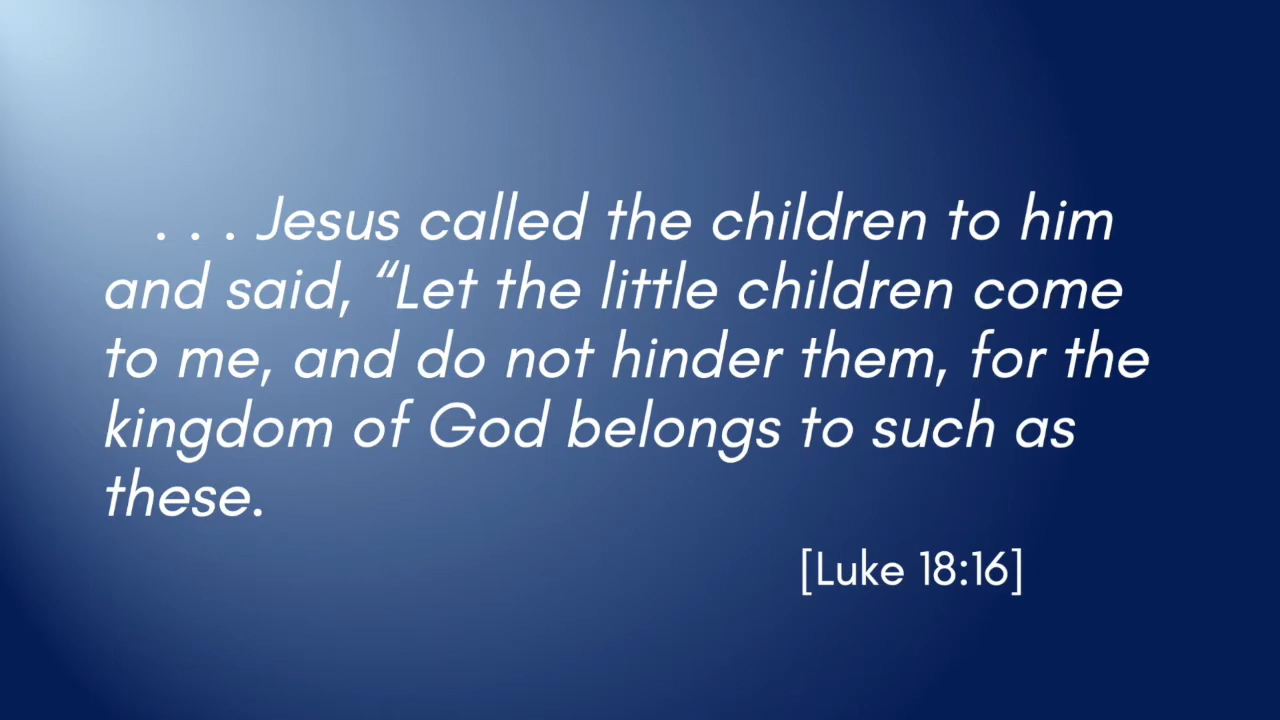 . . . Jesus called the children to him
and said, “Let the little children come
to me, and do not hinder them, for the
kingdom of God belongs to such as
these.
[Luke 18:16]